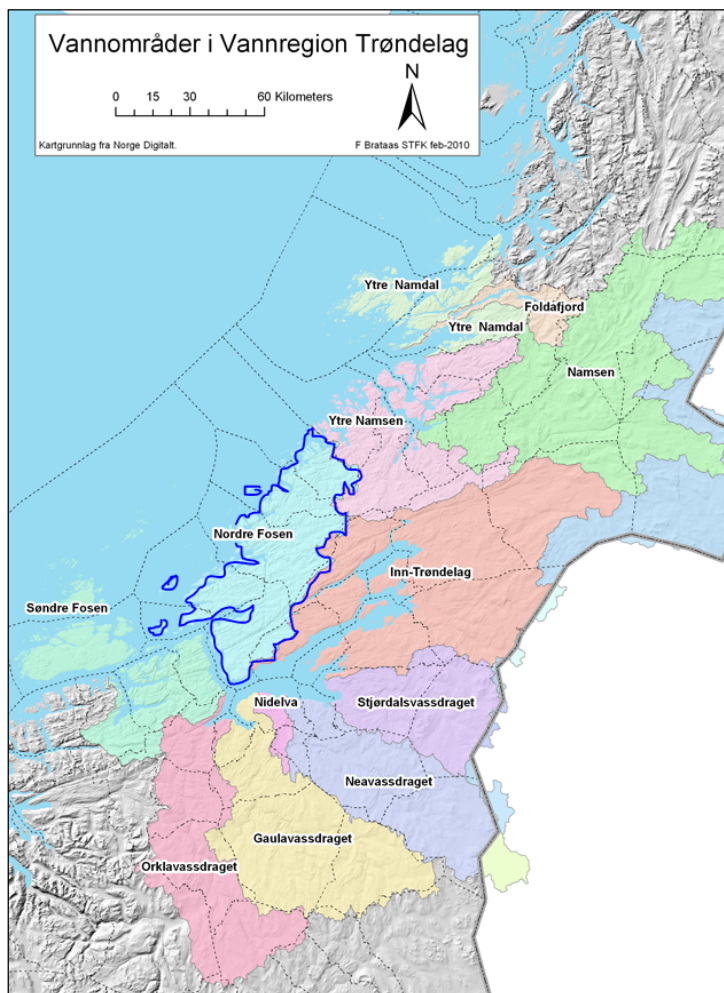 Vannområder i Vannregion Trøndelag
N
0 15 30 60 Kilometers
Kartgrunnlag fra Norge Digitalt. F Brataas STFK feb-2010
Ytre Namdal
Foldafjord
Ytre Namdal
Namsen
Ytre Namsen
Nordre Fosen
Inn-Trøndelag
Søndre Fosen
Nidelva
Stjørdalsvassdraget
Neavassdraget
Gaulavassdraget
Orklavassdraget